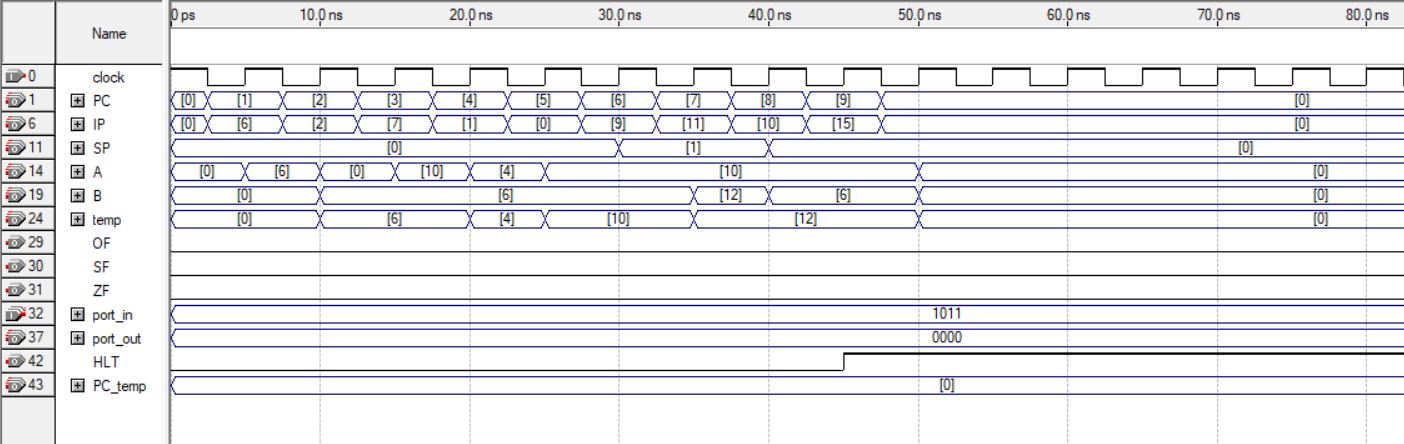 Name 0 ps 10.0 ns 20.0 ns 30.0 ns 40.0 ns 50.0 ns 60.0 ns 70.0 ns 80.0 ns
0 clock
1 PC [0] [1] [2] [3] [4] [5] [6] [7] [8] [9] [0]
6 IP [0] [6] [2] [7] [1] [0] [9] [11] [10] [15] [0]
11 SP [0] [1] [0]
14 A [0] [6] [0] [10] [4] [10] [0]
19 B [0] [6] [12] [6] [0]
24 temp [0] [6] [4] [10] [12] [0]
29 OF
30 SF
31 ZF
32 port_in 1011
37 port_out 0000
42 HLT
43 PC_temp [0]